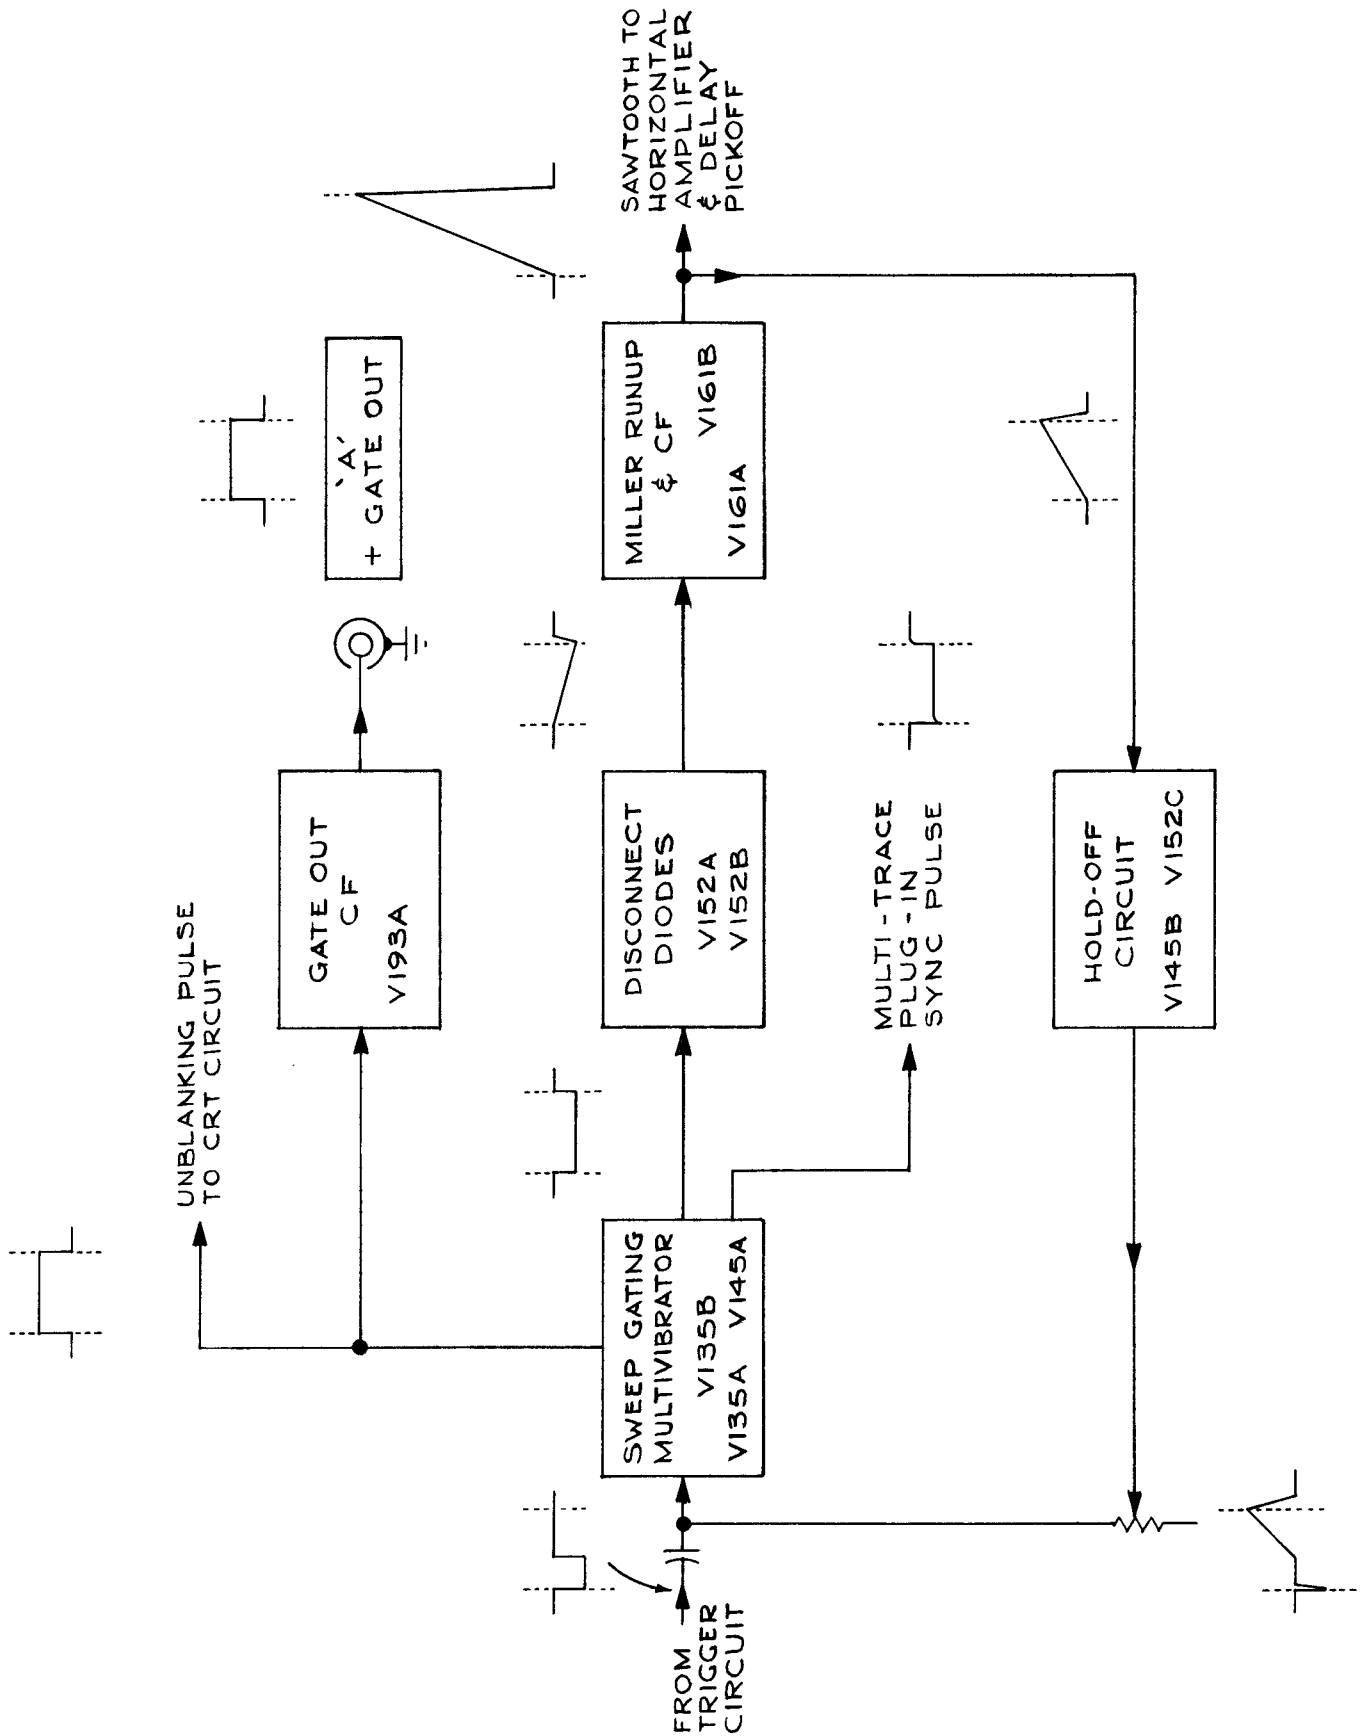 UNBLANKING PULSE
TO CRT CIRCUIT
GATE OUT
CF
V193A
'A'
+ GATE OUT
FROM
TRIGGER
CIRCUIT
SWEEP GATING
MULTIVIBRATOR
V135B
V135A V145A
DISCONNECT
DIODES
V152A
V152B
MILLER RUNUP
& CF
V161B
V161A
SAWTOOTH TO
HORIZONTAL
AMPLIFIER
& DELAY
PICKOFF
MULTI-TRACE
PLUG-IN
SYNC PULSE
HOLD-OFF
CIRCUIT
V145B V152C